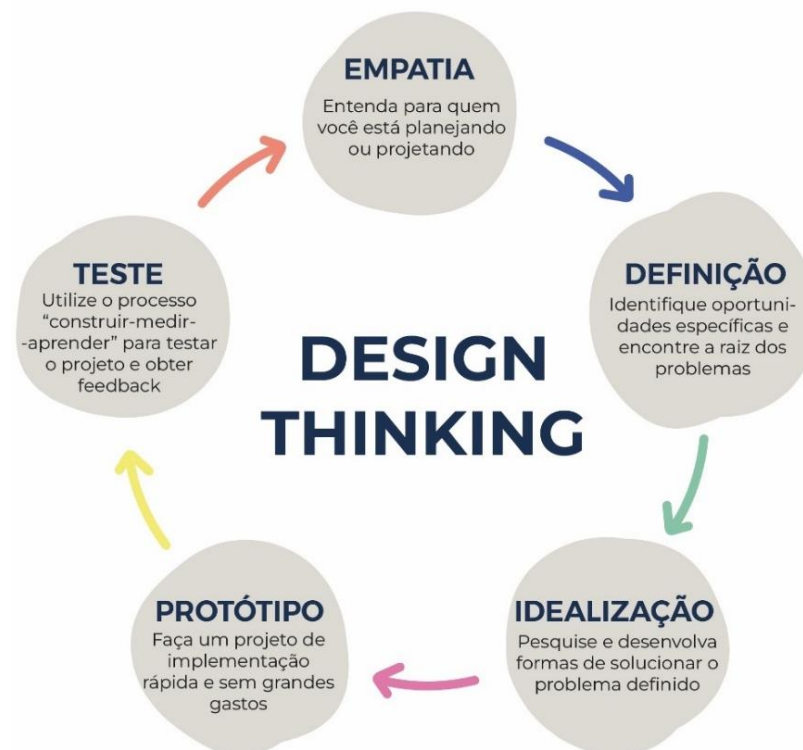 EMPATIA
Entenda para quem
você está planejando
ou projetando
DEFINIÇÃO
Identifique oportuni-
dades específicas e
encontre a raiz dos
problemas
IDEALIZAÇÃO
Pesquise e desenvolva
formas de solucionar o
problema definido
PROTÓTIPO
Faça um projeto de
implementação
rápida e sem grandes
gastos
TESTE
Utilize o processo
“construir-medir-
-aprender” para testar
o projeto e obter
feedback
DESIGN
THINKING